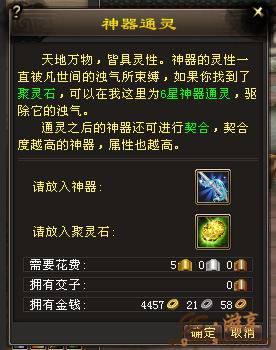 神器通灵
天地万物，皆具灵性。神器的灵性一
直被凡世间的浊气所束缚，如果你找到了
聚灵石，可以在我这里为6星神器通灵，驱
除它的浊气。
通灵之后的神器还可进行契合，契合
度越高的神器，属性也越高。
请放入神器:
请放入聚灵石:
需要花费: 5 0 0
拥有交子: 0
拥有金钱: 4457 21 58
确定 取消